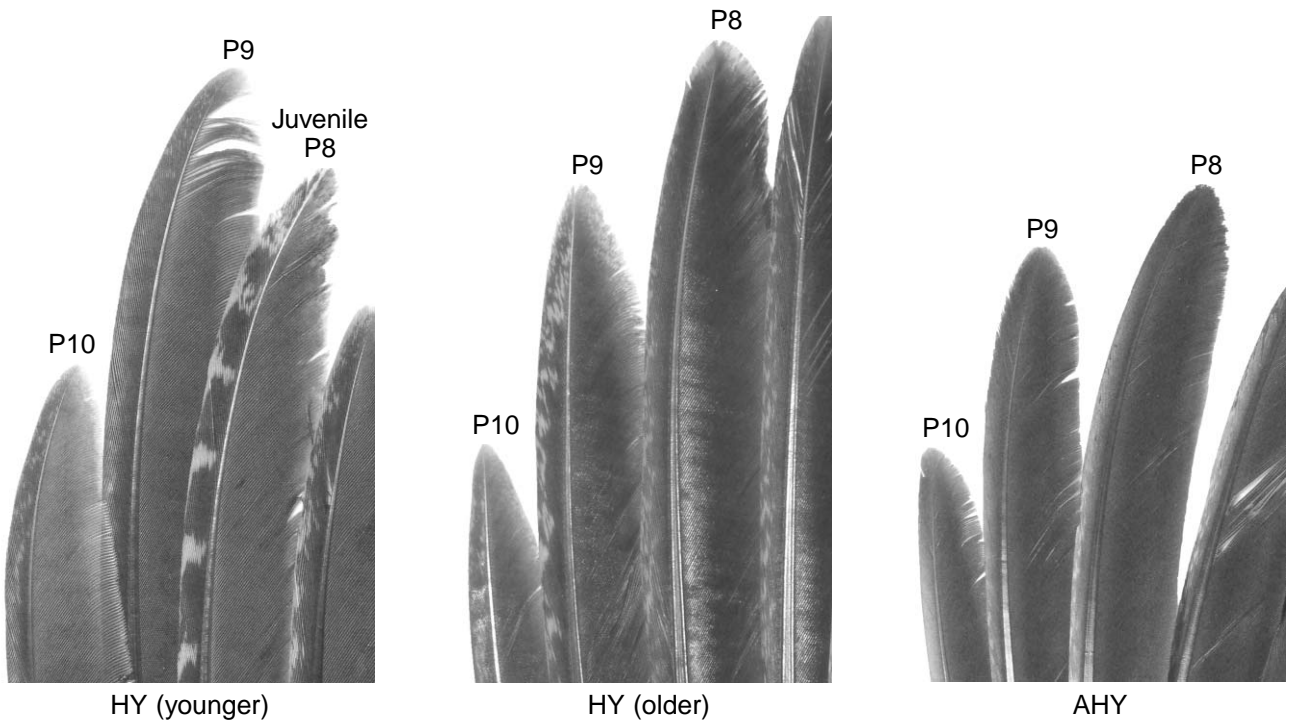 P9
Juvenile
P8
P10
HY (younger)
P8
P9
P10
HY (older)
P8
P9
P10
AHY